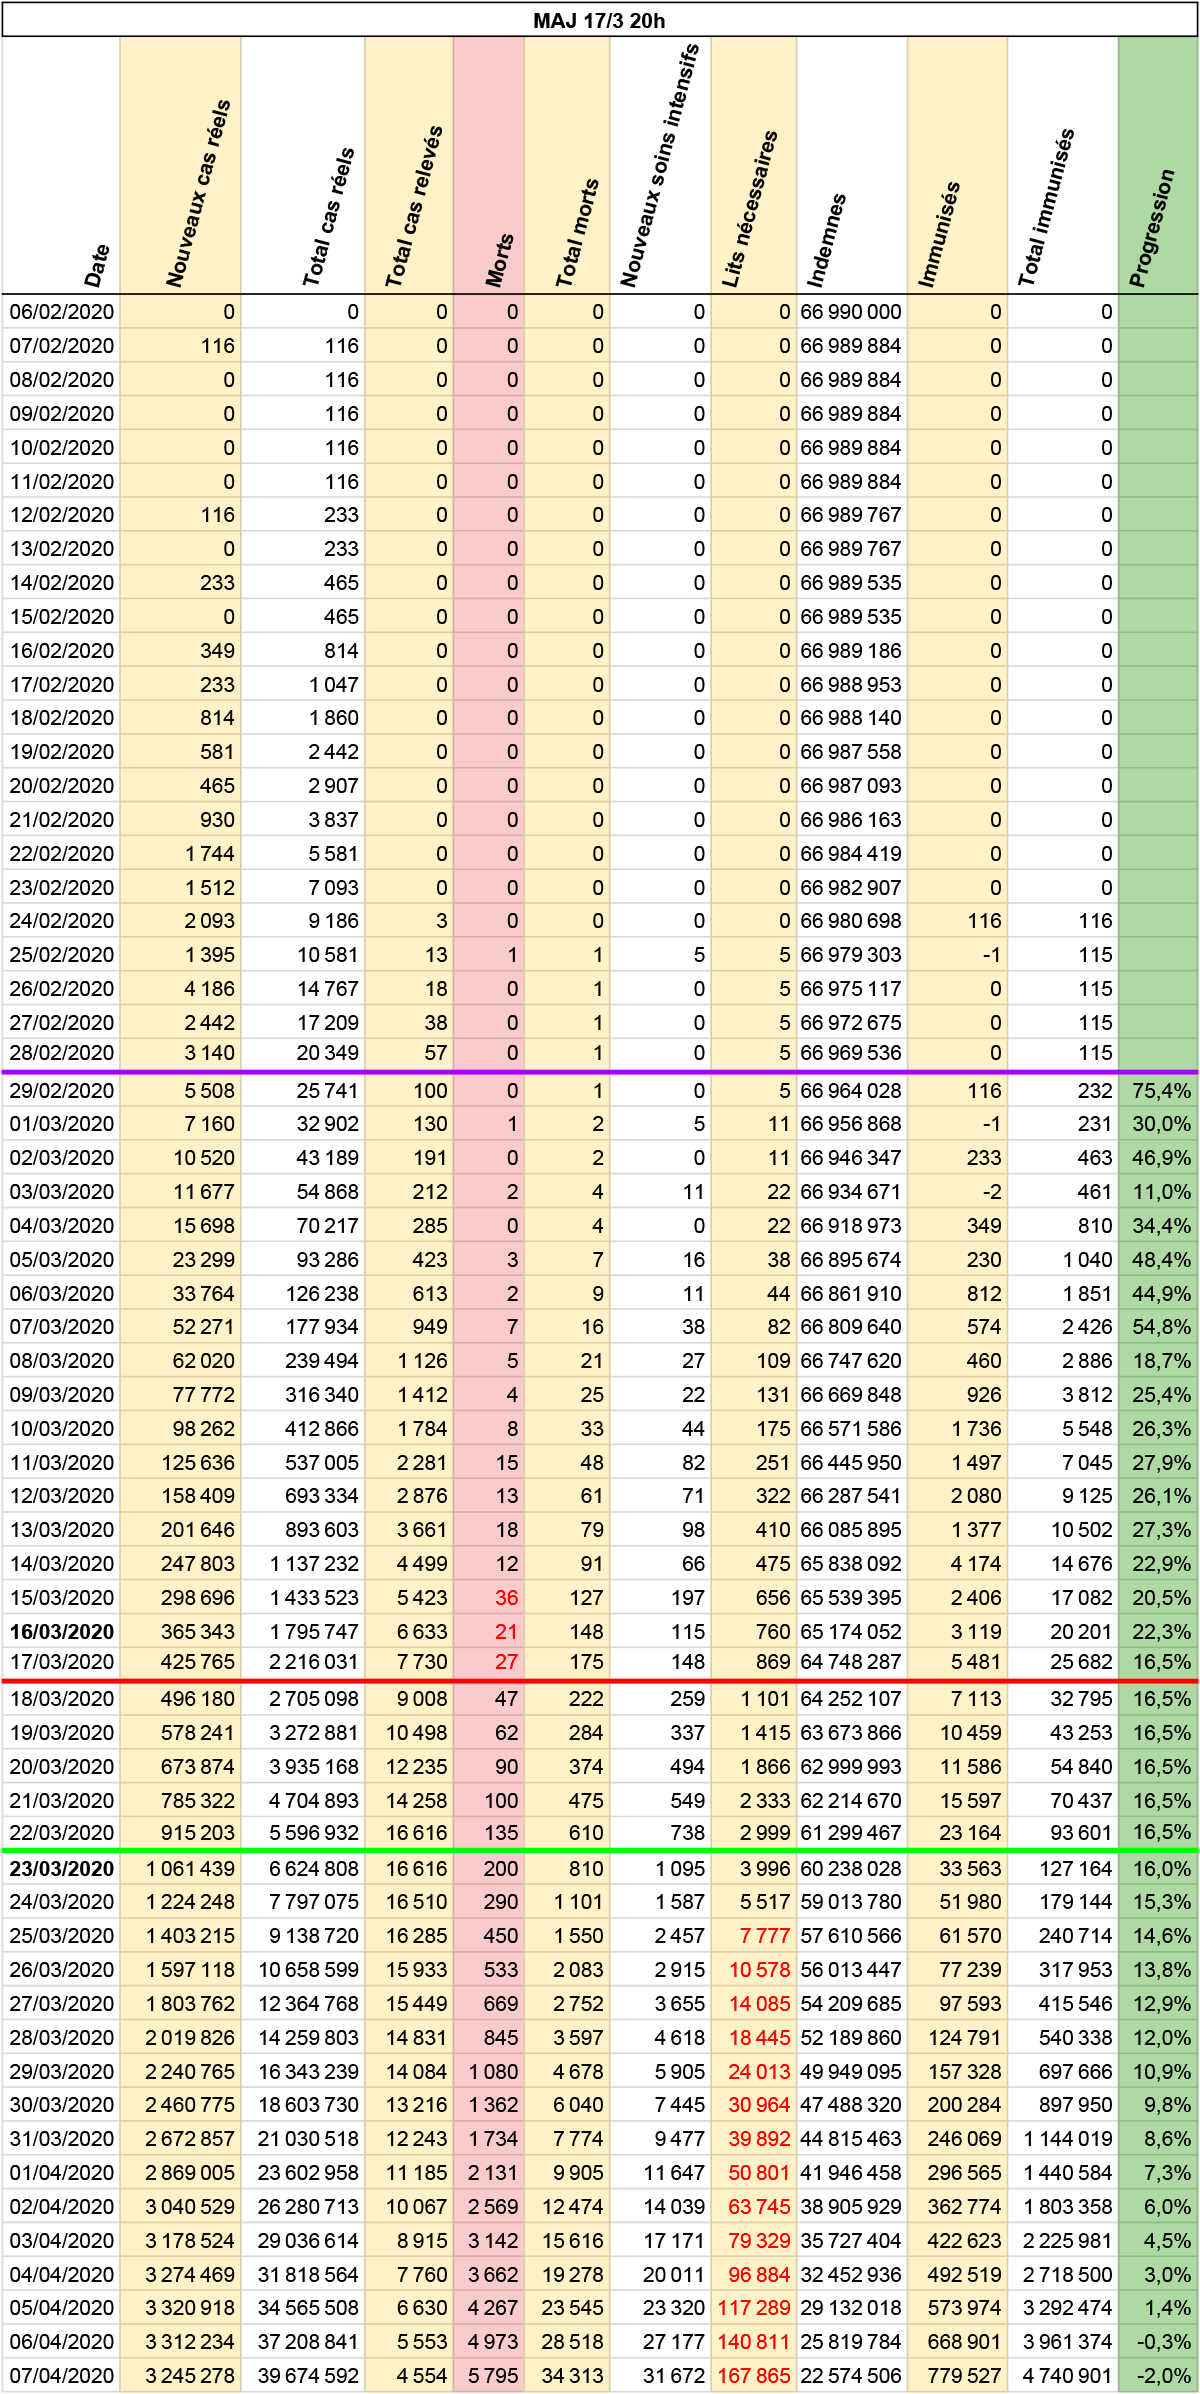 MAJ 17/3 20h
Date Nouveaux cas réels Total cas réels Total cas relevés Morts Total morts Nouveaux soins intensifs Lits nécessaires Indemnes Immunisés Total immunisés Progression
06/02/2020 0 0 0 0 0 0 0 66 990 000 0 0
07/02/2020 116 116 0 0 0 0 0 66 989 884 0 0
08/02/2020 0 116 0 0 0 0 0 66 989 884 0 0
09/02/2020 0 116 0 0 0 0 0 66 989 884 0 0
10/02/2020 0 116 0 0 0 0 0 66 989 884 0 0
11/02/2020 0 116 0 0 0 0 0 66 989 884 0 0
12/02/2020 116 233 0 0 0 0 0 66 989 767 0 0
13/02/2020 0 233 0 0 0 0 0 66 989 767 0 0
14/02/2020 233 465 0 0 0 0 0 66 989 535 0 0
15/02/2020 0 465 0 0 0 0 0 66 989 535 0 0
16/02/2020 349 814 0 0 0 0 0 66 989 186 0 0
17/02/2020 233 1 047 0 0 0 0 0 66 988 953 0 0
18/02/2020 814 1 860 0 0 0 0 0 66 988 140 0 0
19/02/2020 581 2 442 0 0 0 0 0 66 987 558 0 0
20/02/2020 465 2 907 0 0 0 0 0 66 987 093 0 0
21/02/2020 930 3 837 0 0 0 0 0 66 986 163 0 0
22/02/2020 1 744 5 581 0 0 0 0 0 66 984 419 0 0
23/02/2020 1 512 7 093 0 0 0 0 0 66 982 907 0 0
24/02/2020 2 093 9 186 3 0 0 0 0 66 980 698 116 116
25/02/2020 1 395 10 581 13 1 1 5 5 66 979 303 -1 115
26/02/2020 4 186 14 767 18 0 1 0 5 66 975 117 0 115
27/02/2020 2 442 17 209 38 0 1 0 5 66 972 675 0 115
28/02/2020 3 140 20 349 57 0 1 0 5 66 969 536 0 115
29/02/2020 5 508 25 741 100 0 1 0 5 66 964 028 116 232 75,4%
01/03/2020 7 160 32 902 130 1 2 5 11 66 956 868 -1 231 30,0%
02/03/2020 10 520 43 189 191 0 2 0 11 66 946 347 233 463 46,9%
03/03/2020 11 677 54 868 212 2 4 11 22 66 934 671 -2 461 11,0%
04/03/2020 15 698 70 217 285 0 4 0 22 66 918 973 349 810 34,4%
05/03/2020 23 299 93 286 423 3 7 16 38 66 895 674 230 1 040 48,4%
06/03/2020 33 764 126 238 613 2 9 11 44 66 861 910 812 1 851 44,9%
07/03/2020 52 271 177 934 949 7 16 38 82 66 809 640 574 2 426 54,8%
08/03/2020 62 020 239 494 1 126 5 21 27 109 66 747 620 460 2 886 18,7%
09/03/2020 77 772 316 340 1 412 4 25 22 131 66 669 848 926 3 812 25,4%
10/03/2020 98 262 412 866 1 784 8 33 44 175 66 571 586 1 736 5 548 26,3%
11/03/2020 125 636 537 005 2 281 15 48 82 251 66 445 950 1 497 7 045 27,9%
12/03/2020 158 409 693 334 2 876 13 61 71 322 66 287 541 2 080 9 125 26,1%
13/03/2020 201 646 893 603 3 661 18 79 98 410 66 085 895 1 377 10 502 27,3%
14/03/2020 247 803 1 137 232 4 499 12 91 66 475 65 838 092 4 174 14 676 22,9%
15/03/2020 298 696 1 433 523 5 423 36 127 197 656 65 539 395 2 406 17 082 20,5%
16/03/2020 365 343 1 795 747 6 633 21 148 115 760 65 174 052 3 119 20 201 22,3%
17/03/2020 425 765 2 216 031 7 730 27 175 148 869 64 748 287 5 481 25 682 16,5%
18/03/2020 496 180 2 705 098 9 008 47 222 259 1 101 64 252 107 7 113 32 795 16,5%
19/03/2020 578 241 3 272 881 10 498 62 284 337 1 415 63 673 866 10 459 43 253 16,5%
20/03/2020 673 874 3 935 168 12 235 90 374 494 1 866 62 999 993 11 586 54 840 16,5%
21/03/2020 785 322 4 704 893 14 258 100 475 549 2 333 62 214 670 15 597 70 437 16,5%
22/03/2020 915 203 5 596 932 16 616 135 610 738 2 999 61 299 467 23 164 93 601 16,5%
23/03/2020 1 061 439 6 624 808 16 616 200 810 1 095 3 996 60 238 028 33 563 127 164 16,0%
24/03/2020 1 224 248 7 797 075 16 510 290 1 101 1 587 5 517 59 013 780 51 980 179 144 15,3%
25/03/2020 1 403 215 9 138 720 16 285 450 1 550 2 457 7 777 57 610 566 61 570 240 714 14,6%
26/03/2020 1 597 118 10 658 599 15 933 533 2 083 2 915 10 578 56 013 447 77 239 317 953 13,8%
27/03/2020 1 803 762 12 364 768 15 449 669 2 752 3 655 14 085 54 209 685 97 593 415 546 12,9%
28/03/2020 2 019 826 14 259 803 14 831 845 3 597 4 618 18 445 52 189 860 124 791 540 338 12,0%
29/03/2020 2 240 765 16 343 239 14 084 1 080 4 678 5 905 24 013 49 949 095 157 328 697 666 10,9%
30/03/2020 2 460 775 18 603 730 13 216 1 362 6 040 7 445 30 964 47 488 320 200 284 897 950 9,8%
31/03/2020 2 672 857 21 030 518 12 243 1 734 7 774 9 477 39 892 44 815 463 246 069 1 144 019 8,6%
01/04/2020 2 869 005 23 602 958 11 185 2 131 9 905 11 647 50 801 41 946 458 296 565 1 440 584 7,3%
02/04/2020 3 040 529 26 280 713 10 067 2 569 12 474 14 039 63 745 38 905 929 362 774 1 803 358 6,0%
03/04/2020 3 178 524 29 036 614 8 915 3 142 15 616 17 171 79 329 35 727 404 422 623 2 225 981 4,5%
04/04/2020 3 274 469 31 818 564 7 760 3 662 19 278 20 011 96 884 32 452 936 492 519 2 718 500 3,0%
05/04/2020 3 320 918 34 565 508 6 630 4 267 23 545 23 320 117 289 29 132 018 573 974 3 292 474 1,4%
06/04/2020 3 312 234 37 208 841 5 553 4 973 28 518 27 177 140 811 25 819 784 668 901 3 961 374 -0,3%
07/04/2020 3 245 278 39 674 592 4 554 5 795 34 313 31 672 167 865 22 574 506 779 527 4 740 901 -2,0%